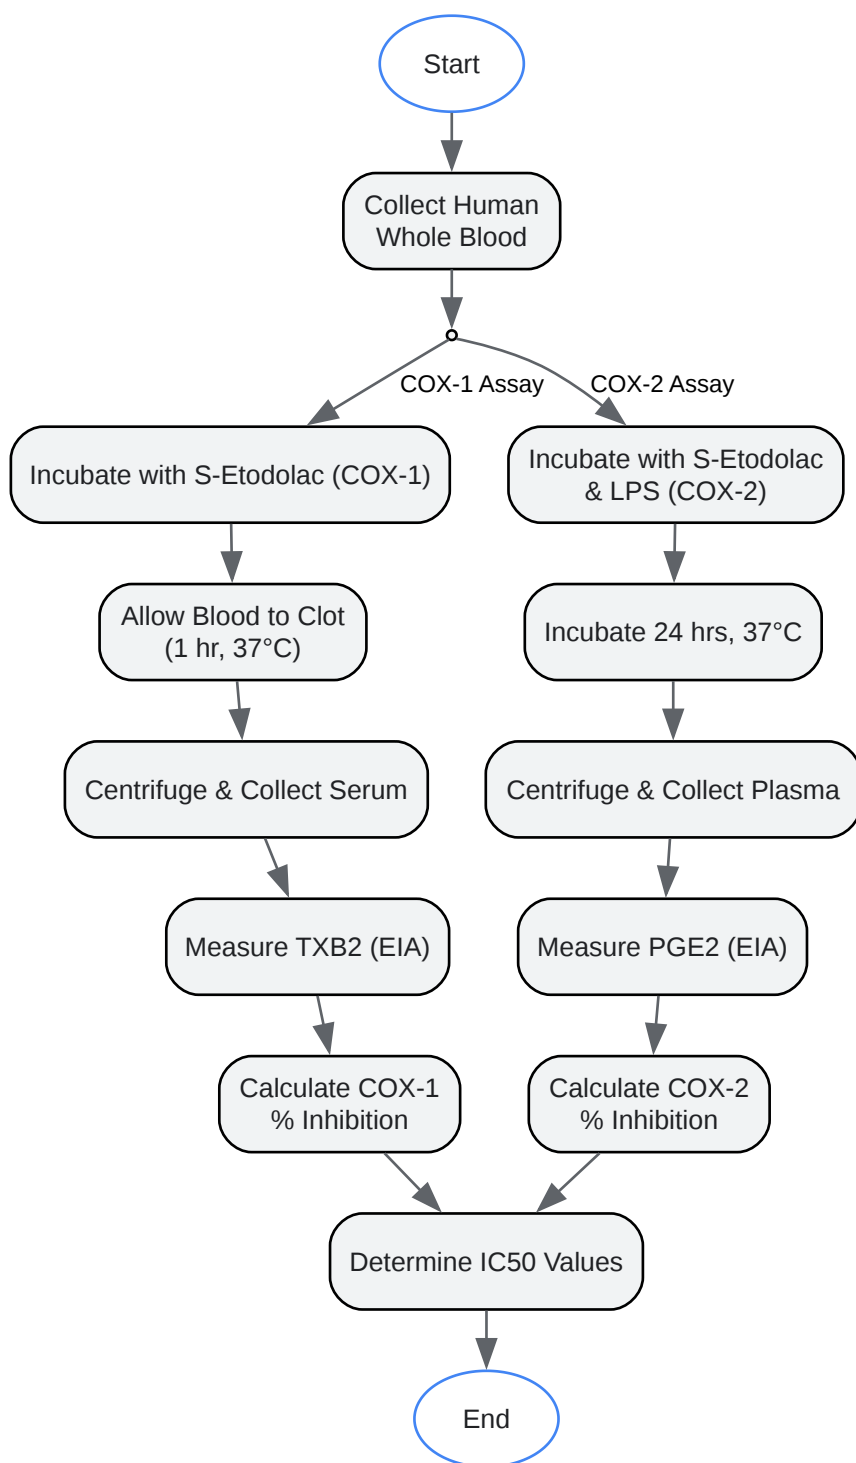 Start
Collect Human
Whole Blood
COX-1 Assay
COX-2 Assay
Incubate with S-Etodolac (COX-1)
Incubate with S-Etodolac
& LPS (COX-2)
Allow Blood to Clot
(1 hr, 37°C)
Incubate 24 hrs, 37°C
Centrifuge & Collect Serum
Centrifuge & Collect Plasma
Measure TXB2 (EIA)
Measure PGE2 (EIA)
Calculate COX-1
% Inhibition
Calculate COX-2
% Inhibition
Determine IC50 Values
End